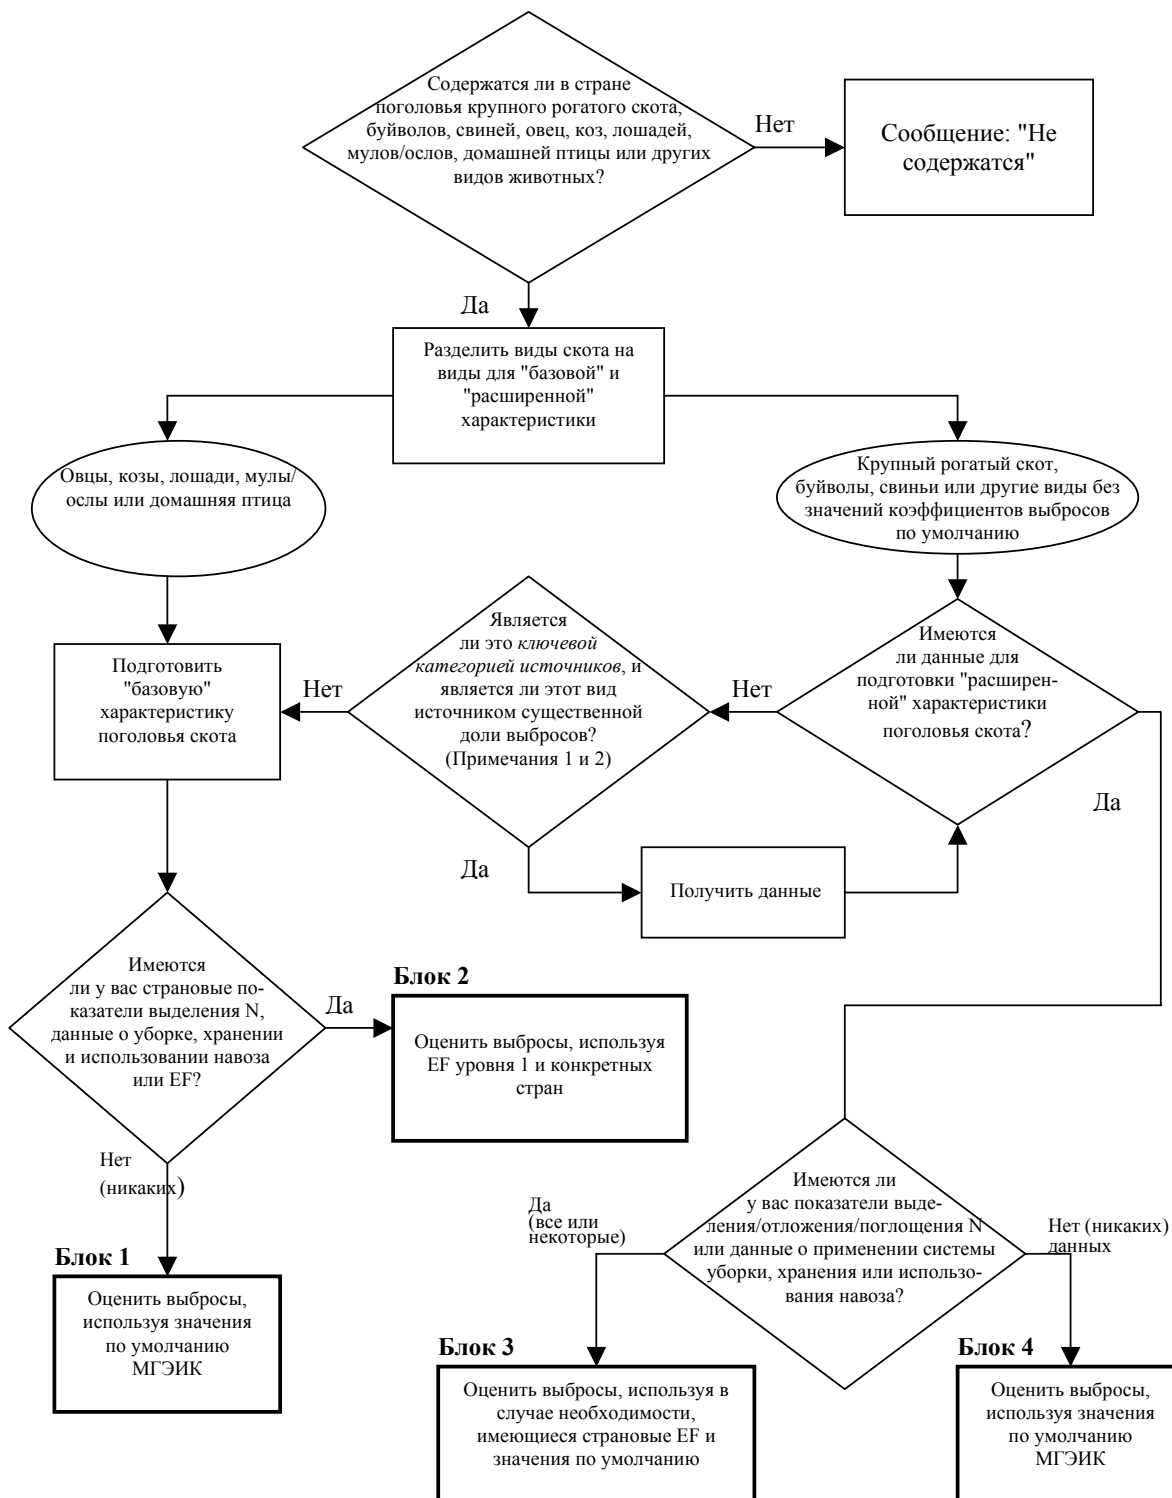 Содержатся ли в стране
поголовья крупного рогатого скота,
буйволов, свиней, овец, коз, лошадей,
мулов/ослов, домашней птицы или других
видов животных?
Нет
Сообщение: "Не
содержатся"
Да
Разделить виды скота на
виды для "базовой" и
"расширенной"
характеристики
Овцы, козы, лошади, мулы/
ослы или домашняя птица
Крупный рогатый скот,
буйволы, свиньи или другие виды без
значений коэффициентов выбросов
по умолчанию
Является
ли это ключевой
категорией источников, и
является ли этот вид
источником существенной
доли выбросов?
(Примечания 1 и 2)
Имеются
ли данные для
подготовки "расширен-
ной" характеристики
поголовья скота?
Подготовить
"базовую"
характеристику
поголовья скота
Нет
Нет
Да
Да
Получить данные
Имеются
ли у вас страновые по-
казатели выделения N,
данные о уборке, хранении
и использовании навоза
или EF?
Да
Блок 2
Оценить выбросы, используя
EF уровня 1 и конкретных
стран
Нет
(никаких)
Блок 1
Оценить выбросы,
используя значения
по умолчанию
МГЭИК
Имеются ли
у вас показатели выде-
ления/отложения/поглощения N
или данные о применении системы
уборки, хранения или использо-
вания навоза?
Да
(все или
некоторые)
Нет (никаких)
данных
Блок 3
Оценить выбросы, используя в
случае необходимости,
имеющиеся страновые EF и
значения по умолчанию
Блок 4
Оценить выбросы,
используя значения
по умолчанию
МГЭИК